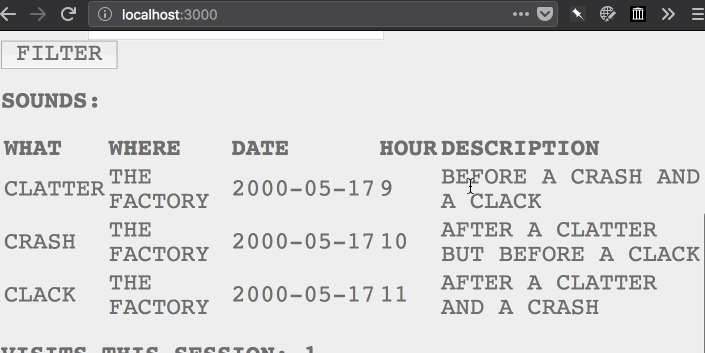 localhost:3000
FILTER
SOUNDS:
WHAT WHERE DATE HOUR DESCRIPTION
CLATTER THE FACTORY 2000-05-17 9 BEFORE A CRASH AND A CLACK
CRASH THE FACTORY 2000-05-17 10 AFTER A CLATTER BUT BEFORE A CLACK
CLACK THE FACTORY 2000-05-17 11 AFTER A CLATTER AND A CRASH
VISITS THIS SESSION: 1